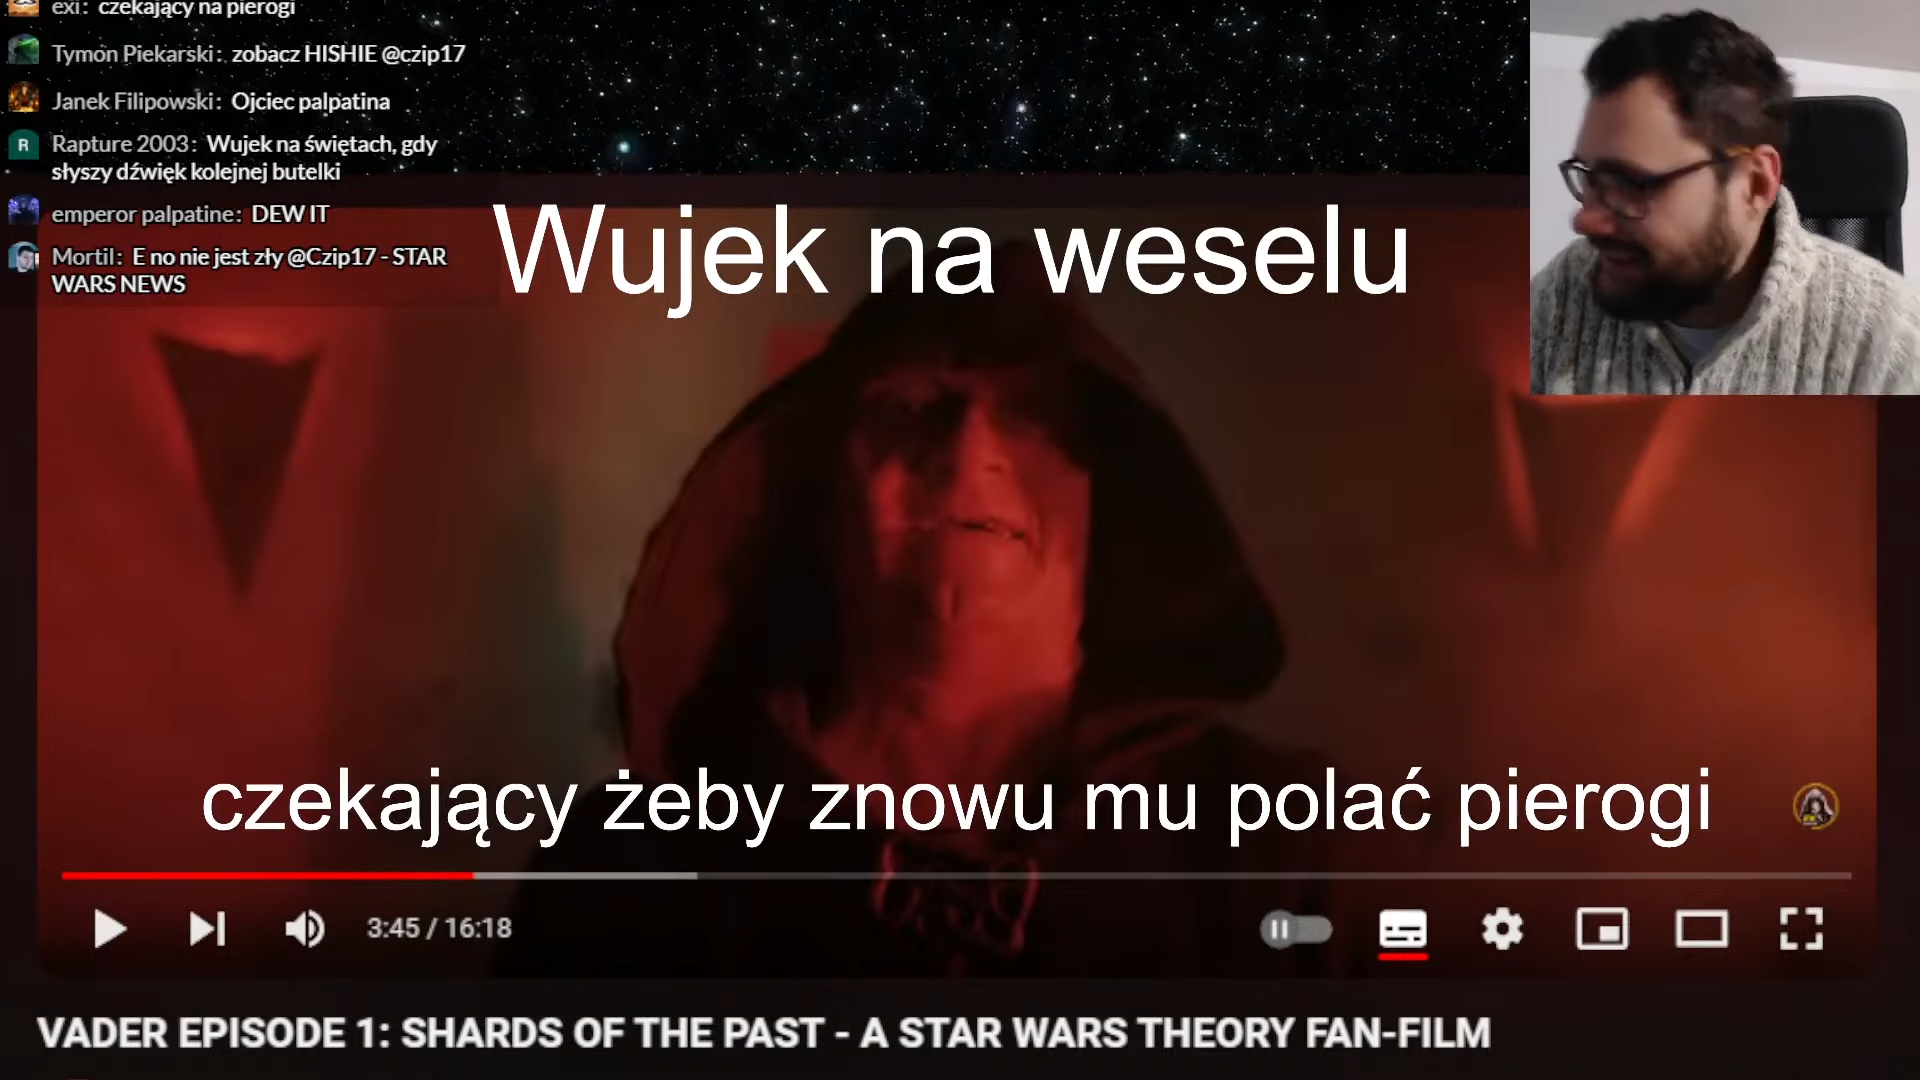 exi: czekający na pierogi
Tymon Piekarski: zobacz HISHIE @czip17
Janek Filipowski: Ojciec palpatina
R
Rapture 2003: Wujek na świętach, gdy
słyszy dźwięk kolejnej butelki
emperor palpatine: DEW IT
Mortil: E no nie jest zły @Czip17 - STAR
WARS NEWS
Wujek na weselu
czekający żeby znowu mu polać pierogi
3:45 / 16:18
VADER EPISODE 1: SHARDS OF THE PAST - A STAR WARS THEORY FAN-FILM